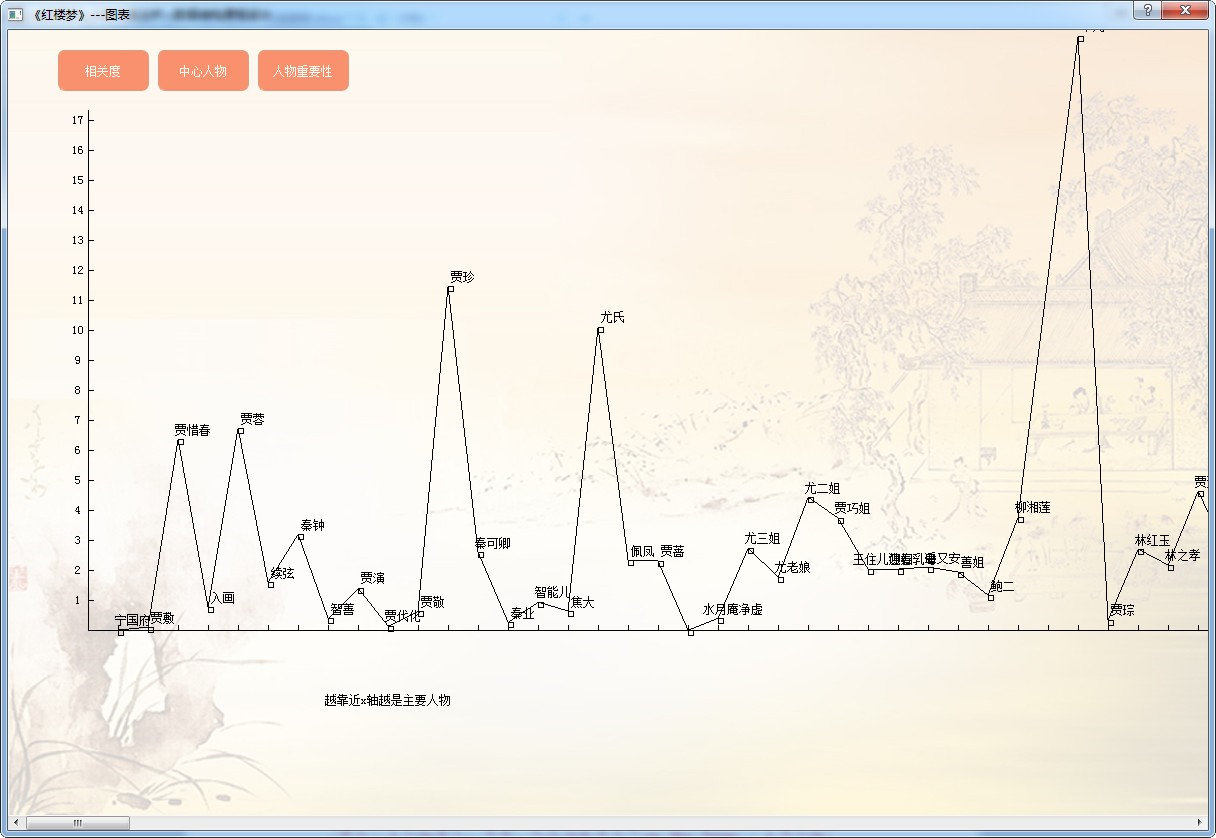 《红楼梦》---图表
相关度
中心人物
人物重要性
17
16
15
14
13
12
11
10
9
8
7
6
5
4
3
2
1
宁国府
贾敷
贾惜春
入画
贾蓉
续弦
秦钟
智善
贾演
贾代化
贾敬
贾珍
秦可卿
秦业
智能儿
焦大
尤氏
佩凤
贾蔷
水月庵净虚
尤三姐
尤老娘
尤二姐
贾巧姐
王住儿
乳母
潘又安
善姐
鲍二
柳湘莲
贾琮
林红玉
林之孝
贾
越靠近x轴越是主要人物